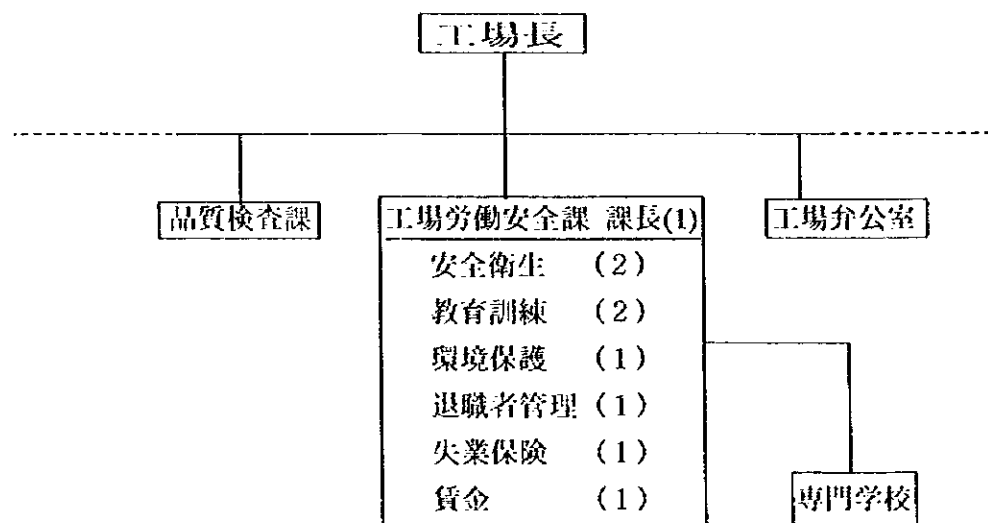 工場長
品質検査課
工場労働安全課 課長(1)
工場弁公室
安全衛生 (2)
教育訓練 (2)
環境保護 (1)
退職者管理 (1)
失業保険 (1)
賃金 (1)
専門学校